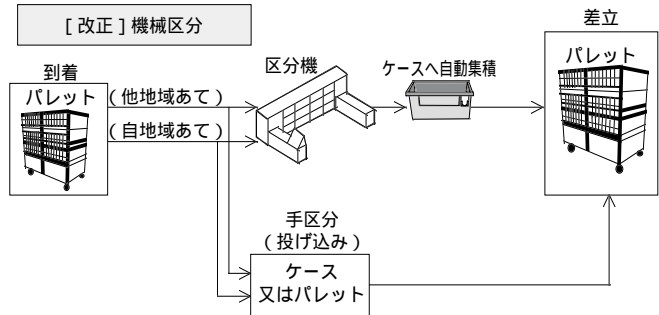 ［改正］機械区分
差立
パレット
到着
パレット
（他地域あて）
（自地域あて）
区分機
ケースへ自動集積
手区分
（投げ込み）
ケース
又はパレット